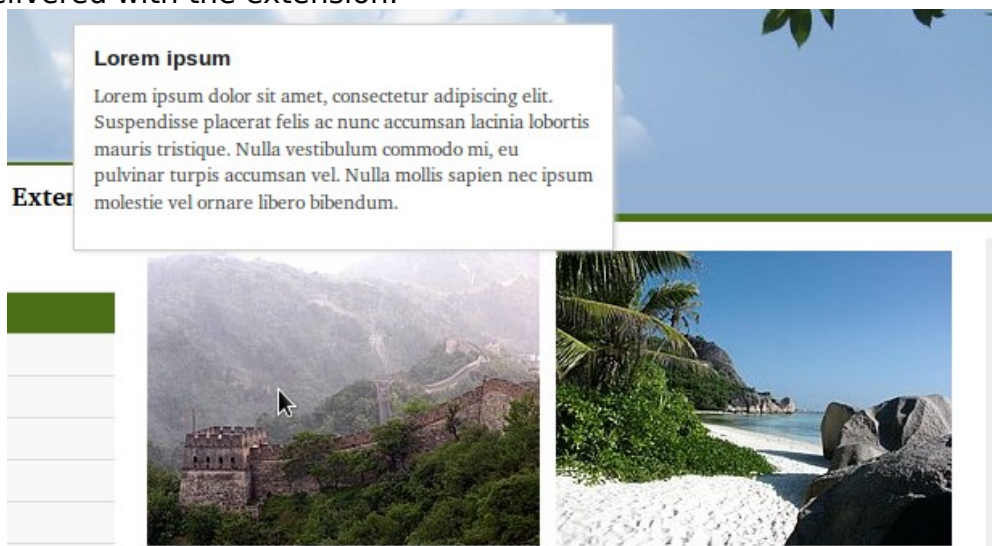 elivered with the extension.
Lorem ipsum
Lorem ipsum dolor sit amet, consectetur adipiscing elit.
Suspendisse placerat felis ac nunc accumsan lacinia lobortis
mauris tristique. Nulla vestibulum commodo mi, eu
pulvinar turpis accumsan vel. Nulla mollis sapien nec ipsum
molestie vel ornare libero bibendum.
Exter